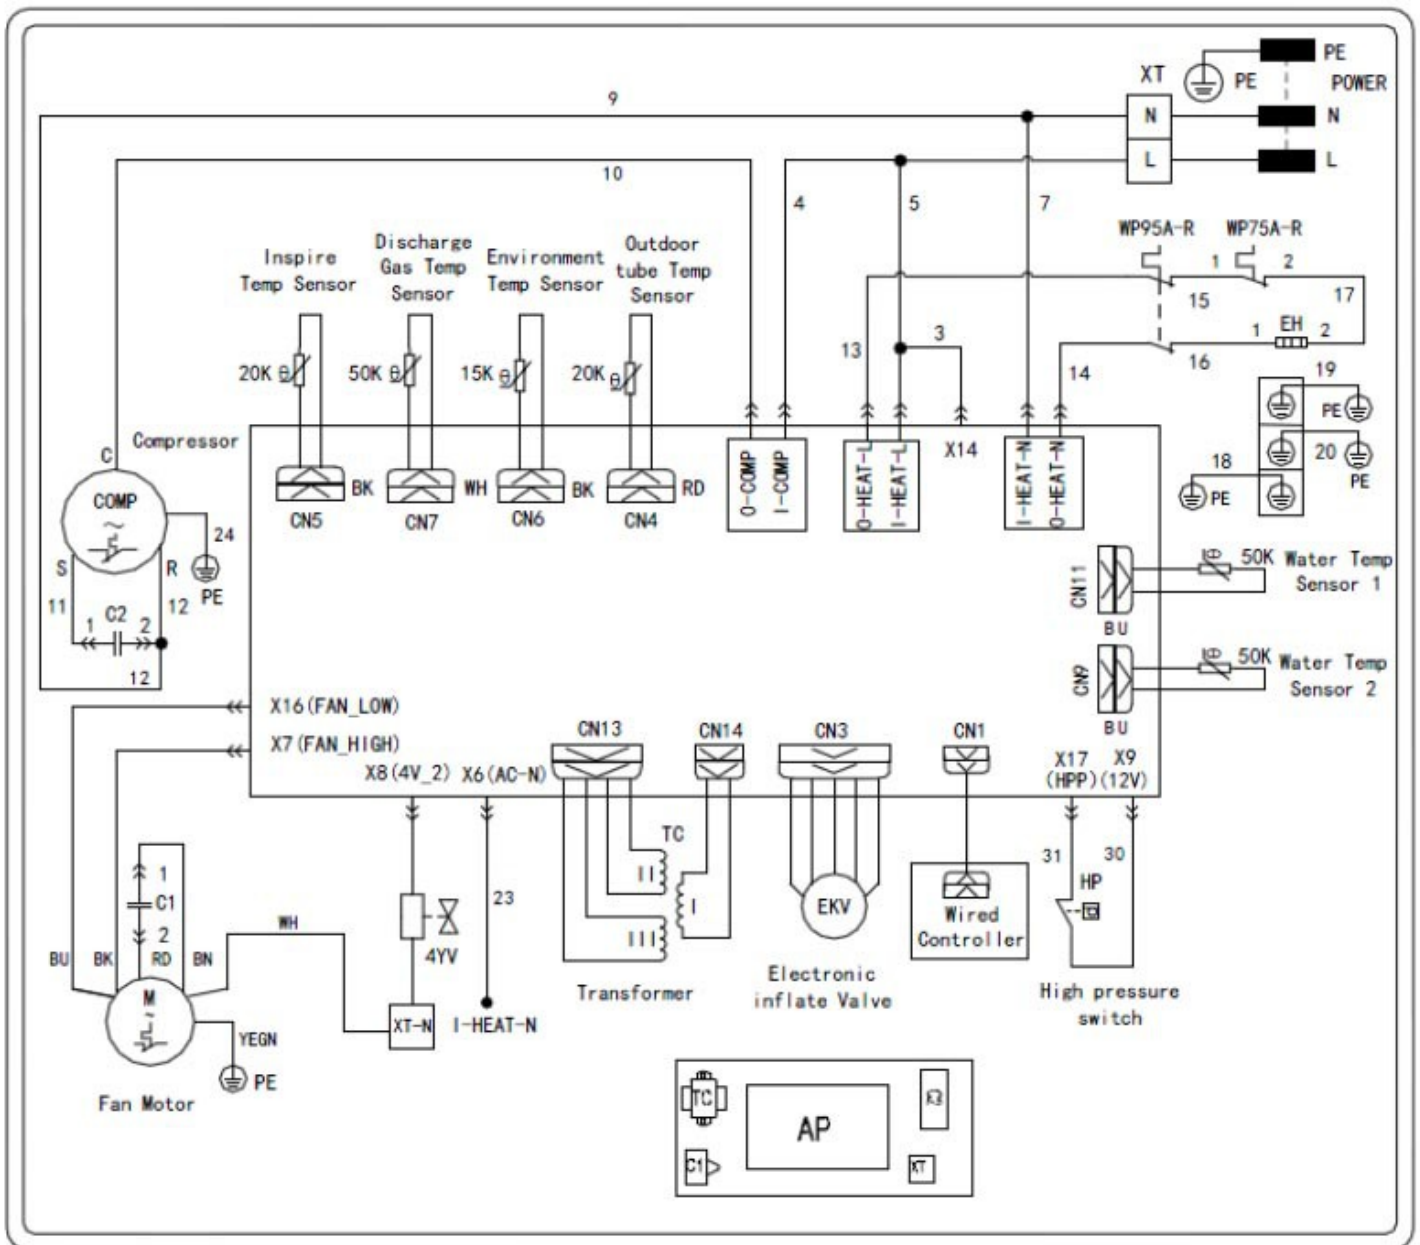 PE
XT
PE
POWER
9
N
N
10
L
L
4
5
7
WP95A-R
WP75A-R
Inspire
Temp Sensor
Discharge
Gas Temp
Sensor
Environment
Temp Sensor
Outdoor
tube Temp
Sensor
1
2
15
17
13
3
14
1
EH
2
16
19
20K
50K
15K
20K
θ
θ
θ
θ
PE
20
PE
18
PE
Compressor
C
COMP
S
R
24
PE
11
12
C2
1
2
12
BK
WH
BK
RD
CN5
CN7
CN6
CN4
O-COMP
I-COMP
O-HEAT-L
I-HEAT-L
X14
I-HEAT-N
O-HEAT-N
CN11
BU
50K
Water Temp
Sensor 1
CN9
BU
50K
Water Temp
Sensor 2
X16(FAN_LOW)
X7(FAN_HIGH)
X8(4V_2)
X6(AC-N)
CN13
CN14
CN3
CN1
X17
(HPP)
X9
(12V)
TC
II
I
III
Transformer
EKV
Electronic
inflate Valve
Wired
Controller
31
30
HP
High pressure
switch
1
C1
2
BU
BK
RD
BN
WH
M
~
YEGN
PE
Fan Motor
4YV
23
XT-N
I-HEAT-N
TC
AP
C1
XT